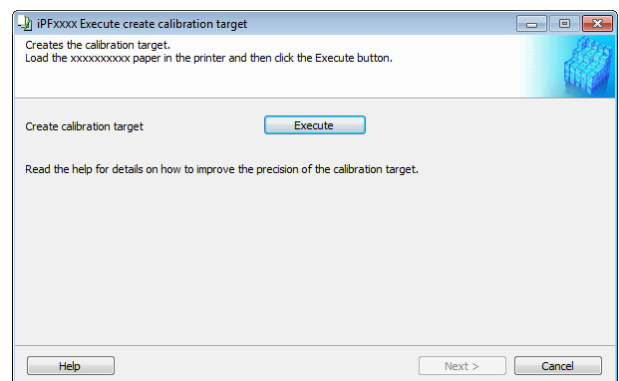 iPFxxxx Execute create calibration target
Creates the calibration target.
Load the xxxxxxxxxx paper in the printer and then click the Execute button.
Create calibration target
Execute
Read the help for details on how to improve the precision of the calibration target.
Help
Next >
Cancel